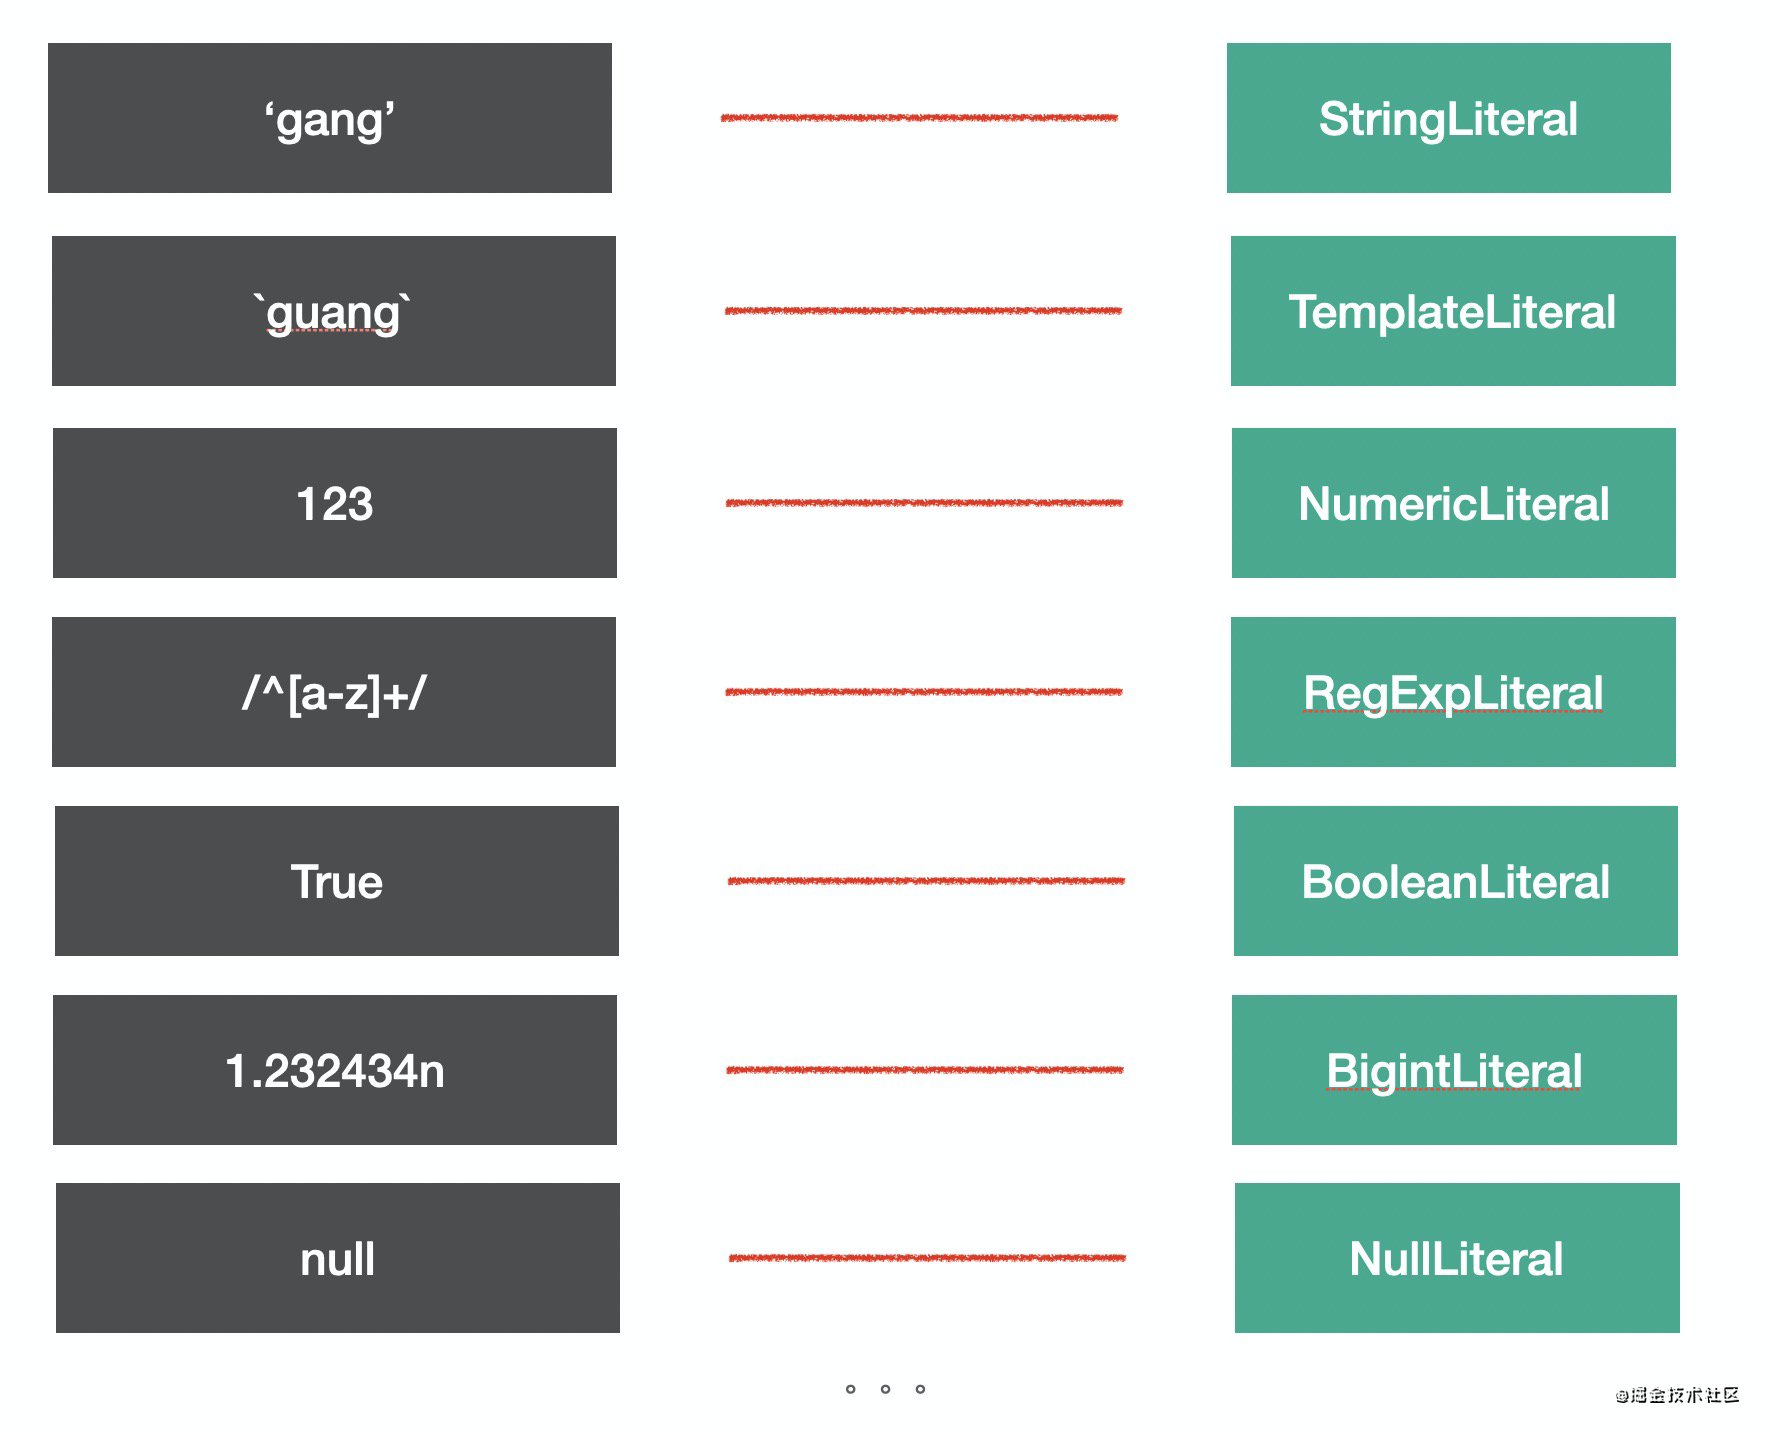 ‘gang’ StringLiteral
`guang` TemplateLiteral
123 NumericLiteral
/^[a-z]+/ RegExpLiteral
True BooleanLiteral
1.232434n BigintLiteral
null NullLiteral
@掘金技术社区